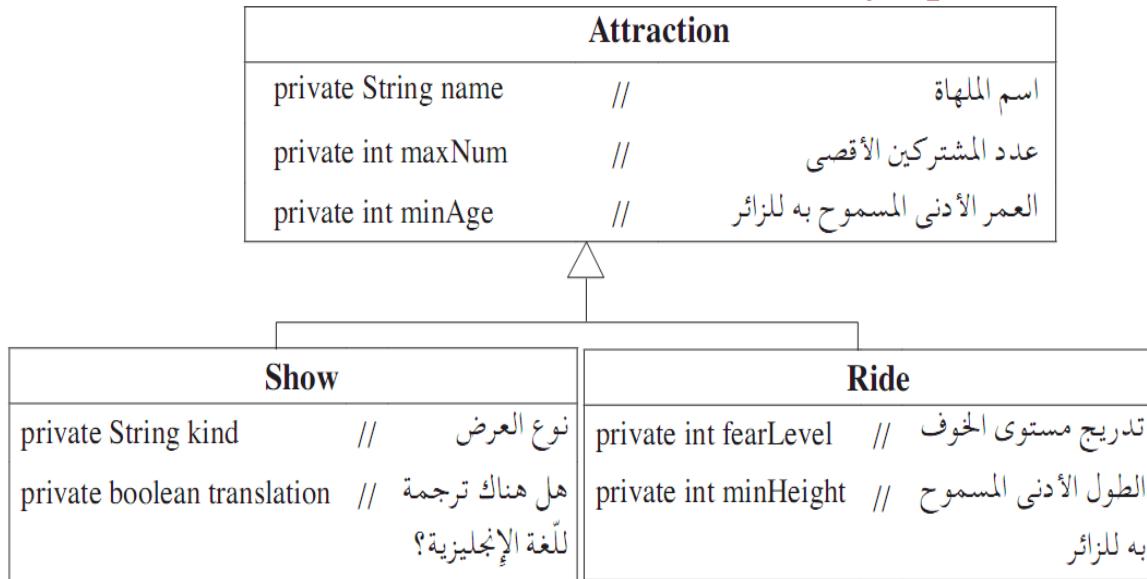 Attraction
private String name // اسم الملهاة
private int maxNum // عدد المشتركين الأقصى
private int minAge // العمر الأدنى المسموح به للزائر
Show
private String kind // نوع العرض
private boolean translation // هل هناك ترجمة
للّغة الإنجليزية؟
Ride
private int fearLevel // تدريج مستوى الخوف
private int minHeight // الطول الأدنى المسموح
به للزائر